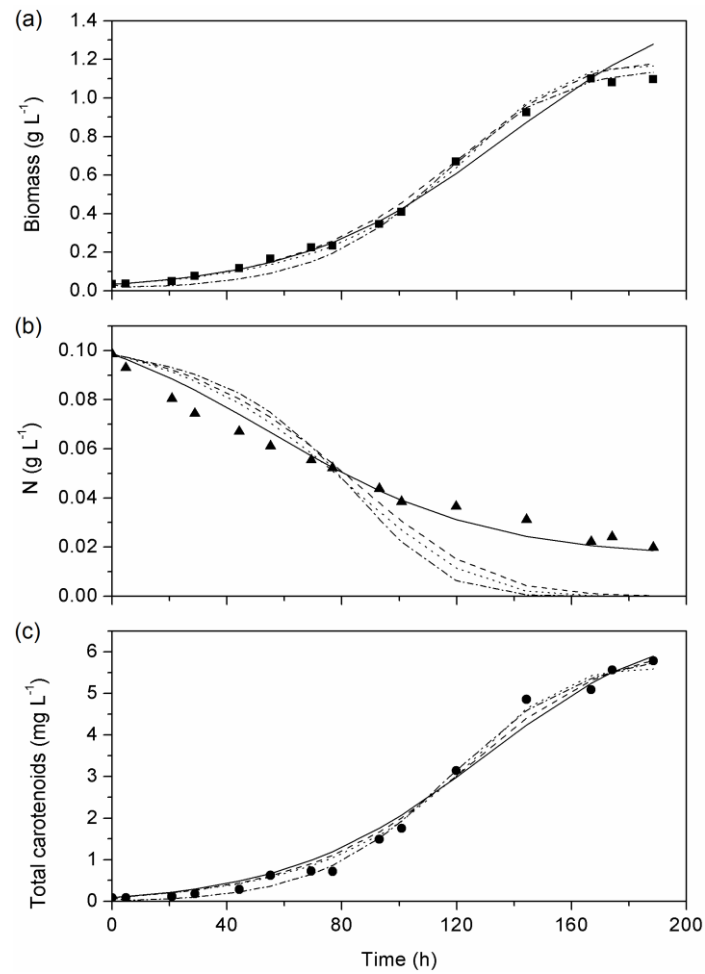 (a)
1.4
1.2
1.0
0.8
0.6
0.4
0.2
0.0
Biomass (g L⁻¹)
(b)
0.10
0.08
0.06
0.04
0.02
0.00
N (g L⁻¹)
(c)
6
5
4
3
2
1
0
Total carotenoids (mg L⁻¹)
0 40 80 120 160 200
Time (h)